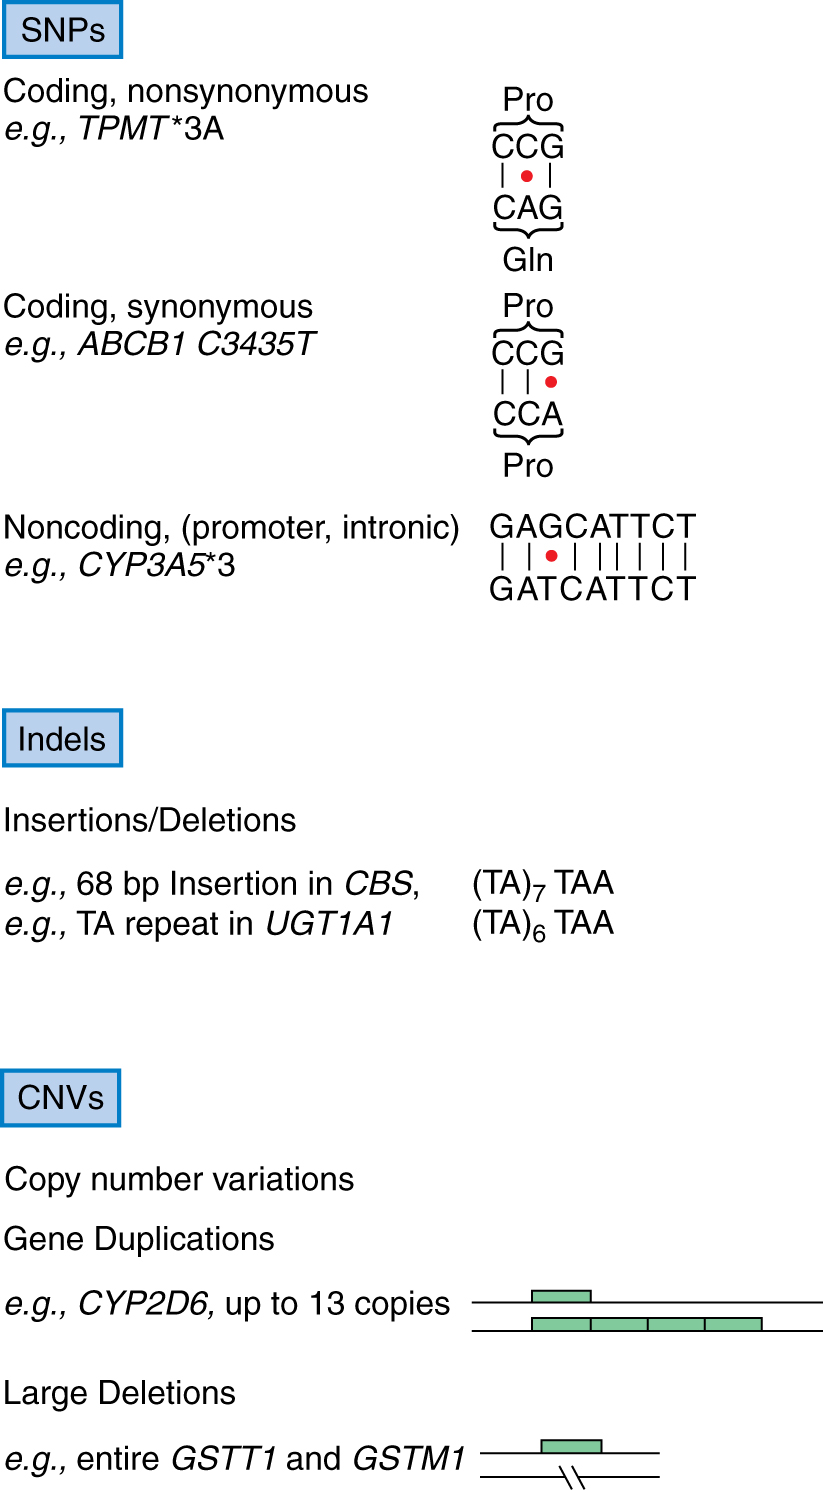 SNPs
Coding, nonsynonymous
e.g., TPMT*3A
Pro
CCG
CAG
Gln
Coding, synonymous
e.g., ABCB1 C3435T
Pro
CCG
CCA
Pro
Noncoding, (promoter, intronic)
e.g., CYP3A5*3
GAGCATTCT
GATCATTCT
Indels
Insertions/Deletions
e.g., 68 bp Insertion in CBS, (TA)7 TAA
e.g., TA repeat in UGT1A1 (TA)6 TAA
CNVs
Copy number variations
Gene Duplications
e.g., CYP2D6, up to 13 copies
Large Deletions
e.g., entire GSTT1 and GSTM1